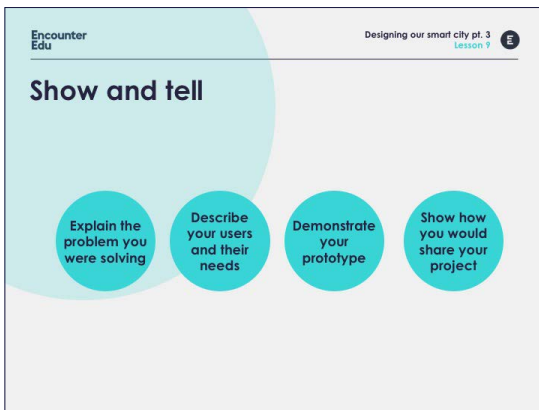 Encounter
Edu
Designing our smart city pt. 3
Lesson 9
Show and tell
Explain the
problem you
were solving
Describe
your users
and their
needs
Demonstrate
your
prototype
Show how
you would
share your
project